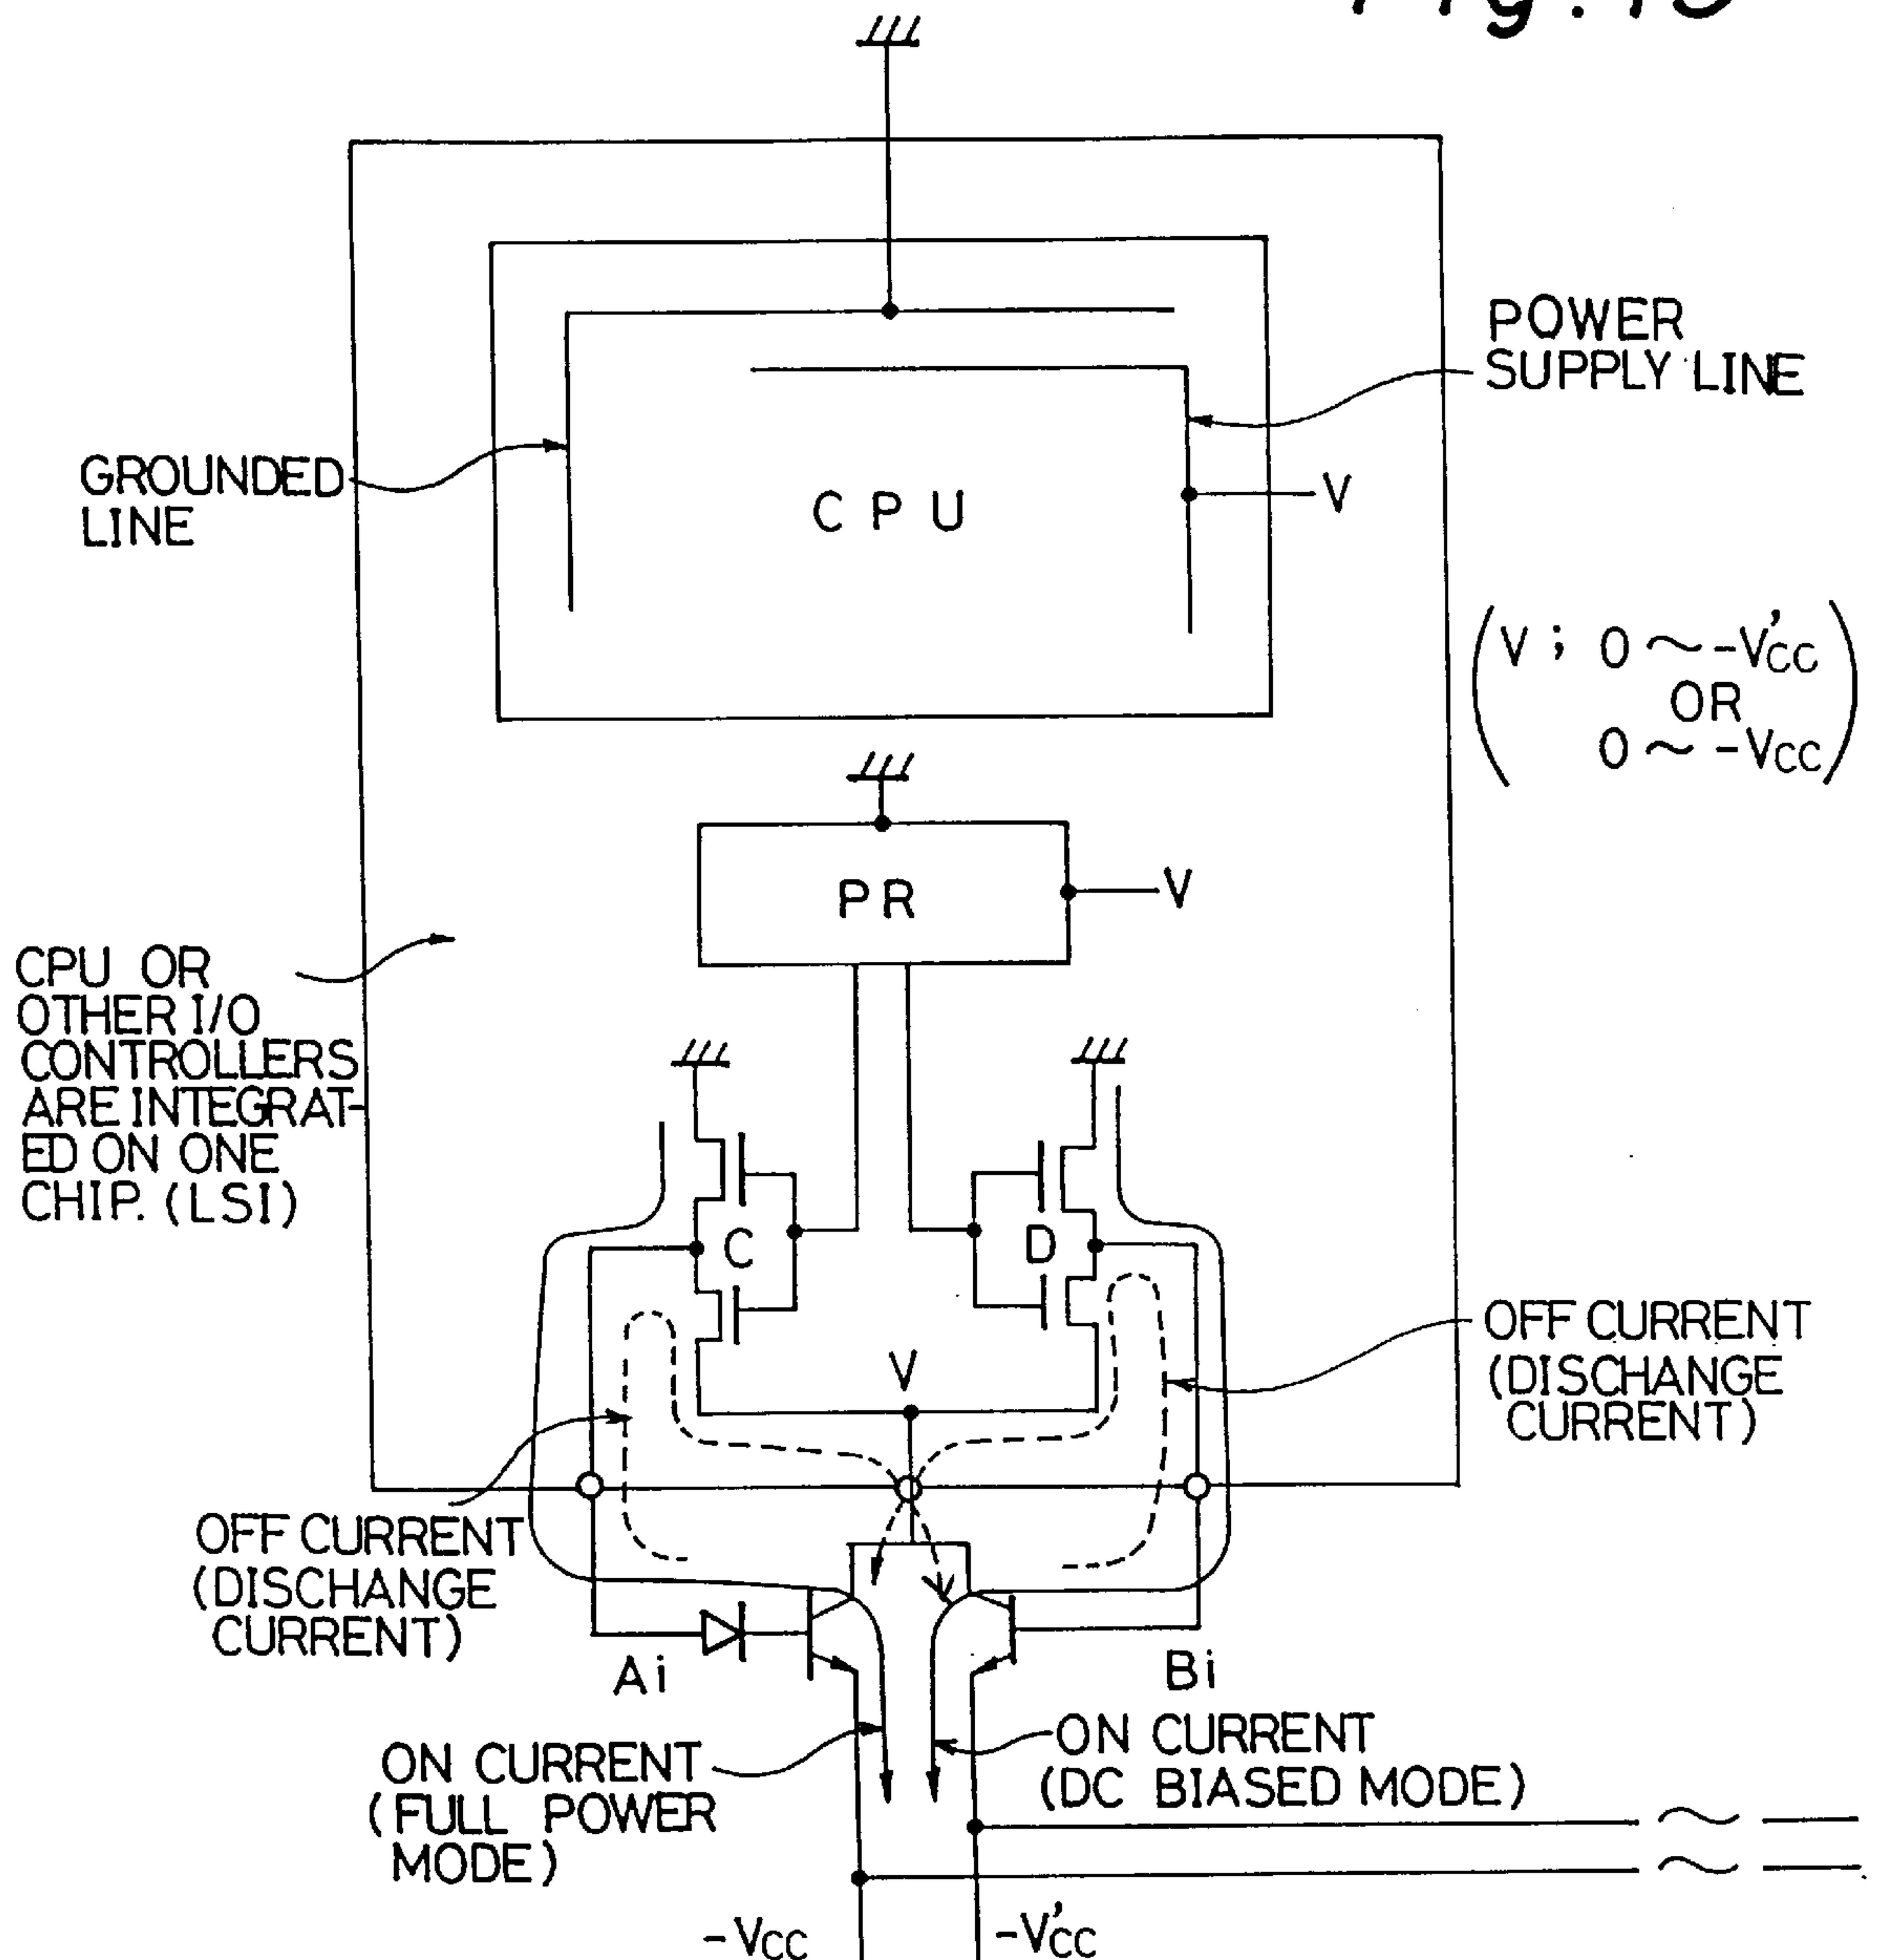 POWER
SUPPLY LINE
GROUNDED
LINE
CPU
V
(V ; 0 ~ -V'CC
OR
0 ~ -VCC)
PR
V
CPU OR
OTHER I/O
CONTROLLERS
ARE INTEGRAT-
ED ON ONE
CHIP. (LSI)
C
D
V
OFF CURRENT
(DISCHANGE
CURRENT)
OFF CURRENT
(DISCHANGE
CURRENT)
Ai
Bi
ON CURRENT
(FULL POWER
MODE)
ON CURRENT
(DC BIASED MODE)
-VCC
-V'CC